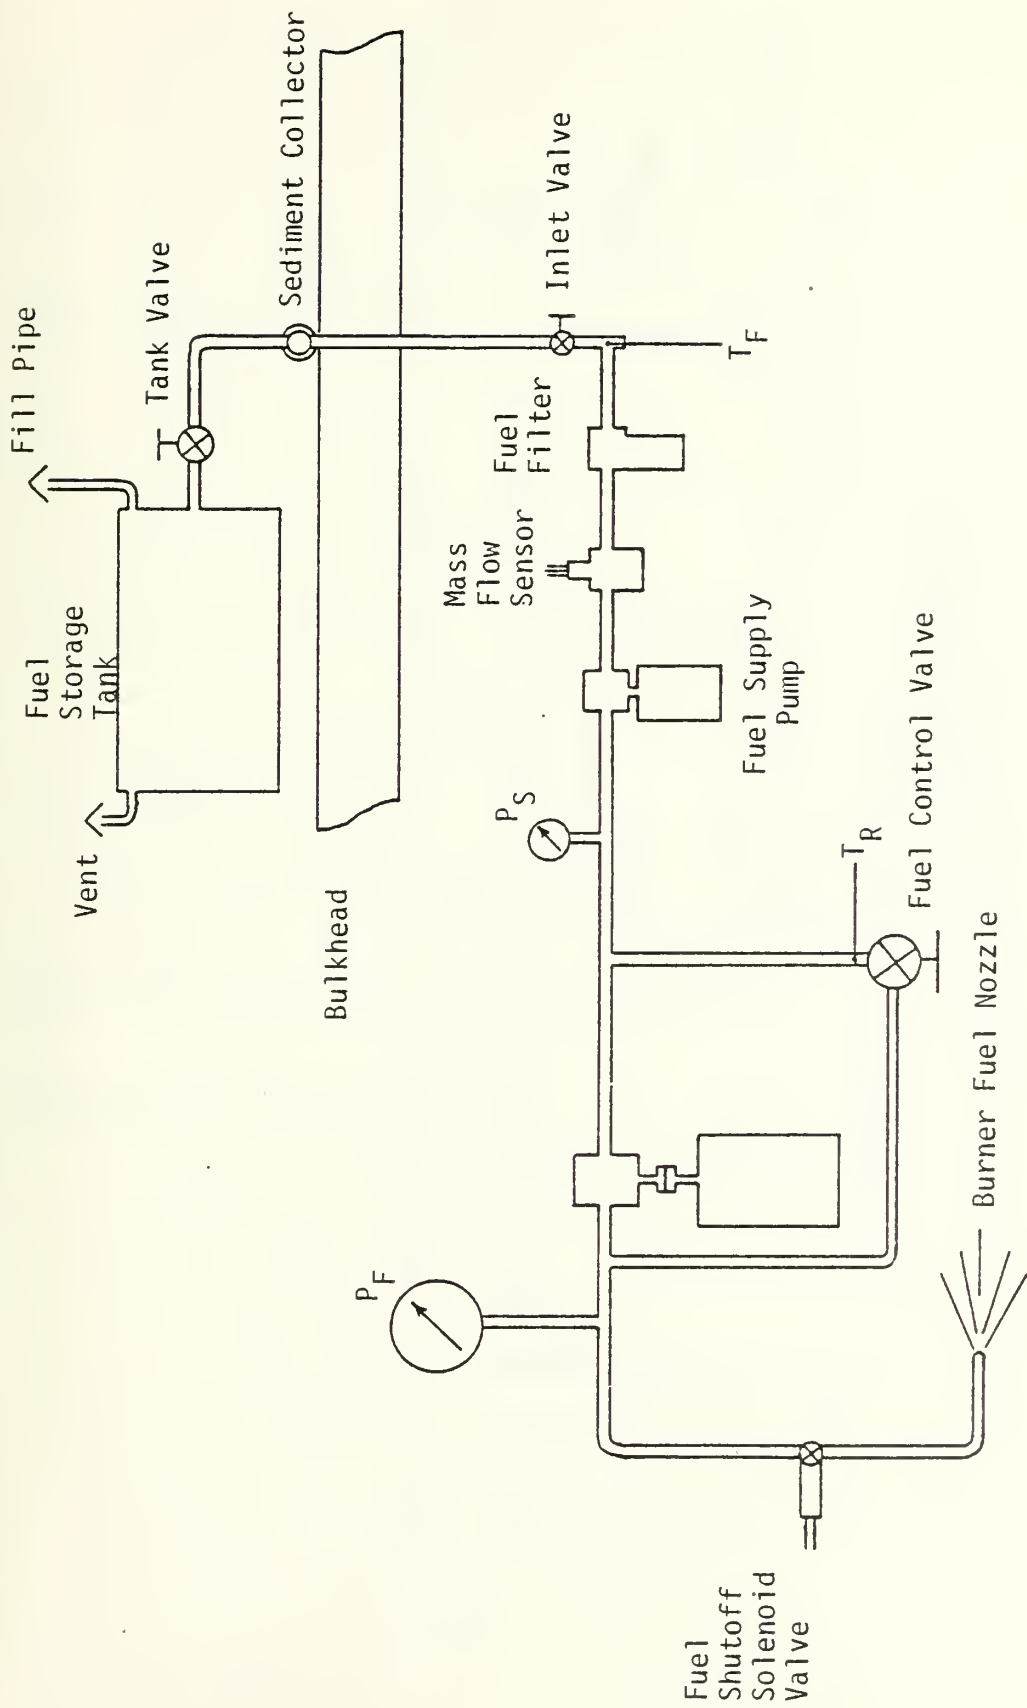 Fill Pipe
Tank Valve
Sediment Collector
Fuel
Storage
Tank
Vent
Bulkhead
Inlet Valve
T_F
Fuel
Filter
Mass
Flow
Sensor
Fuel Supply
Pump
P_S
T_R
Fuel Control Valve
P_F
Burner Fuel Nozzle
Fuel
Shutoff
Solenoid
Valve